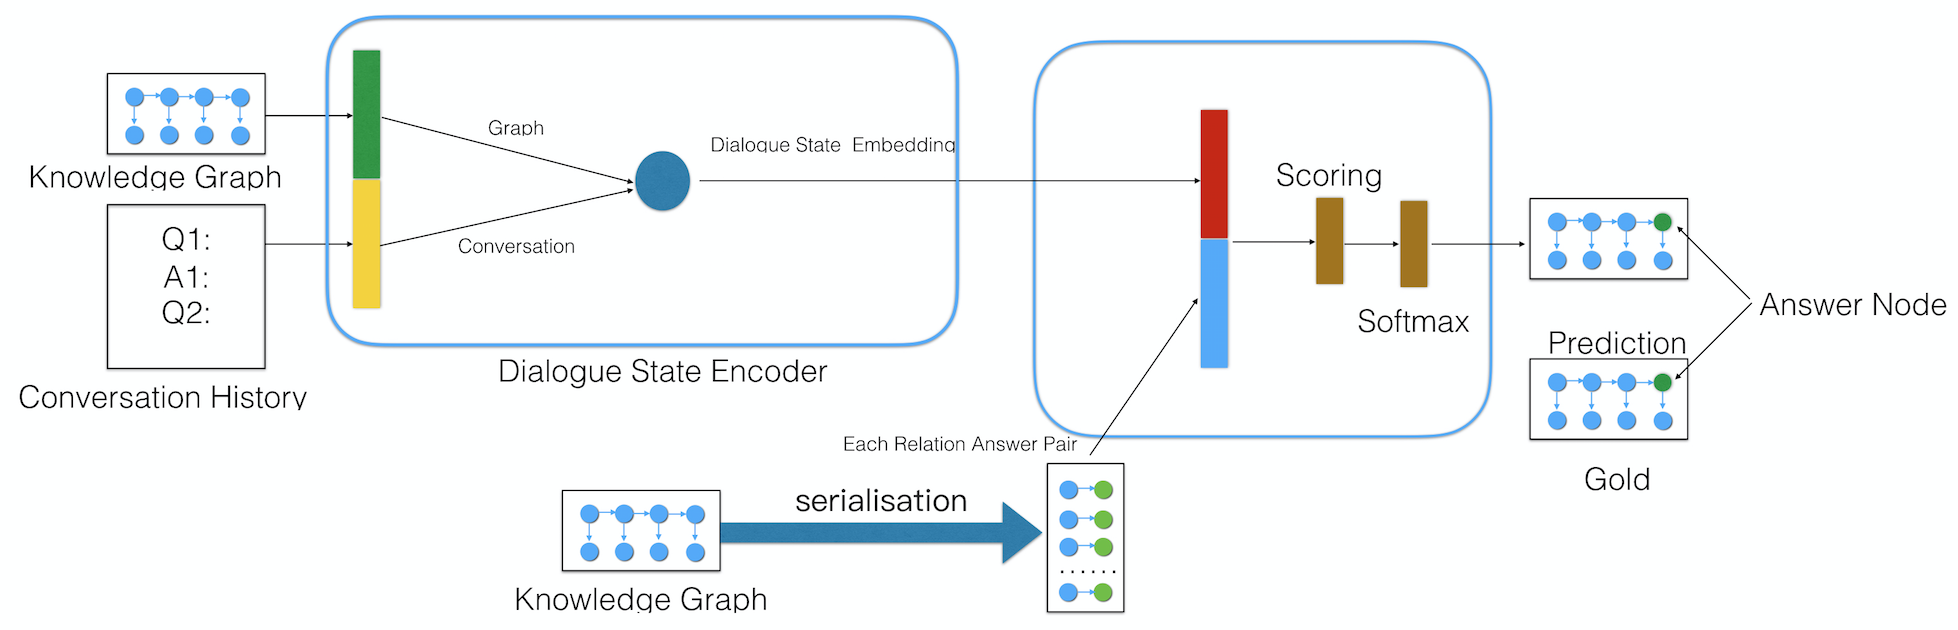 Knowledge Graph
Q1:
A1:
Q2:
Conversation History
Graph
Conversation
Dialogue State Embedding
Dialogue State Encoder
Scoring
Softmax
Each Relation Answer Pair
serialisation
Knowledge Graph
Prediction
Gold
Answer Node